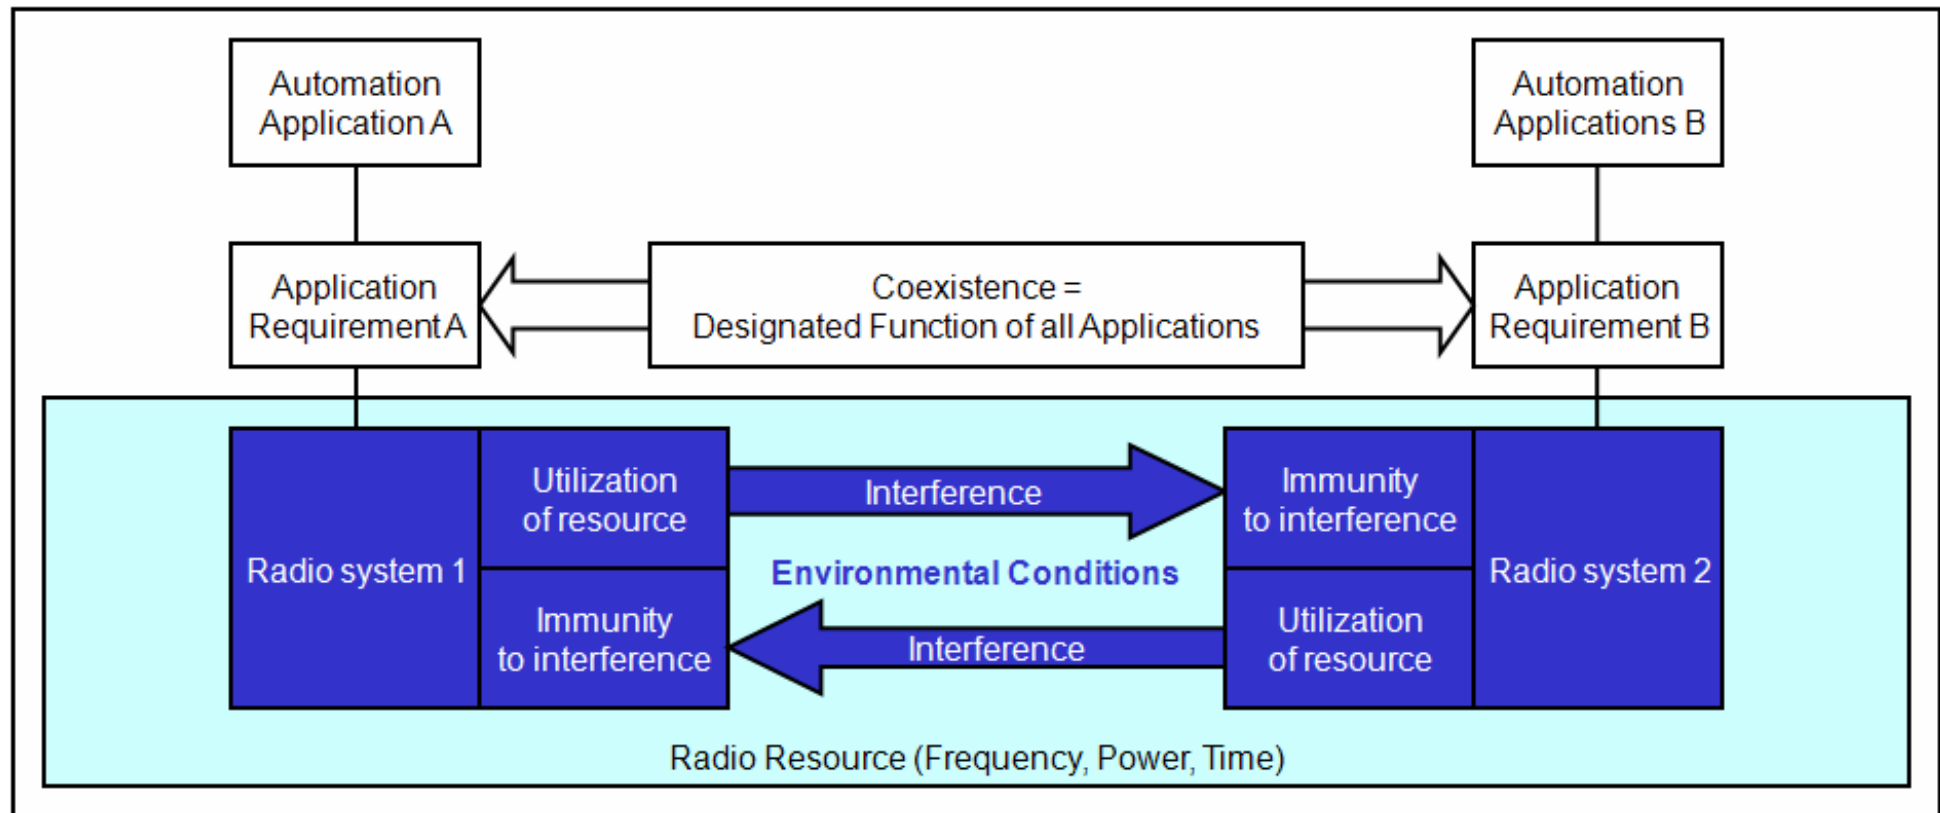 Automation
Application A
Automation
Applications B
Application
Requirement A
Coexistence =
Designated Function of all Applications
Application
Requirement B
Radio system 1
Utilization
of resource
Interference
Immunity
to interference
Environmental Conditions
Immunity
to interference
Interference
Utilization
of resource
Radio system 2
Radio Resource (Frequency, Power, Time)